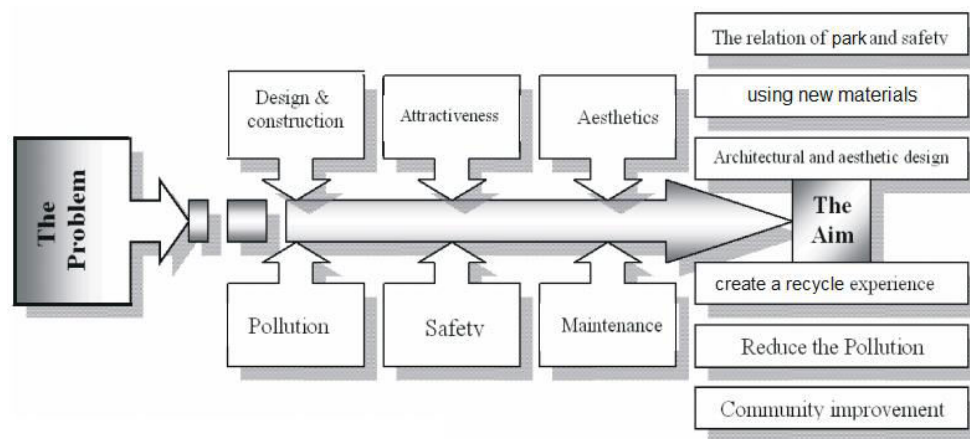 The Problem
Design &
construction
Attractiveness
Aesthetics
Pollution
Safety
Maintenance
The relation of park and safety
using new materials
Architectural and aesthetic design
The
Aim
create a recycle experience
Reduce the Pollution
Community improvement